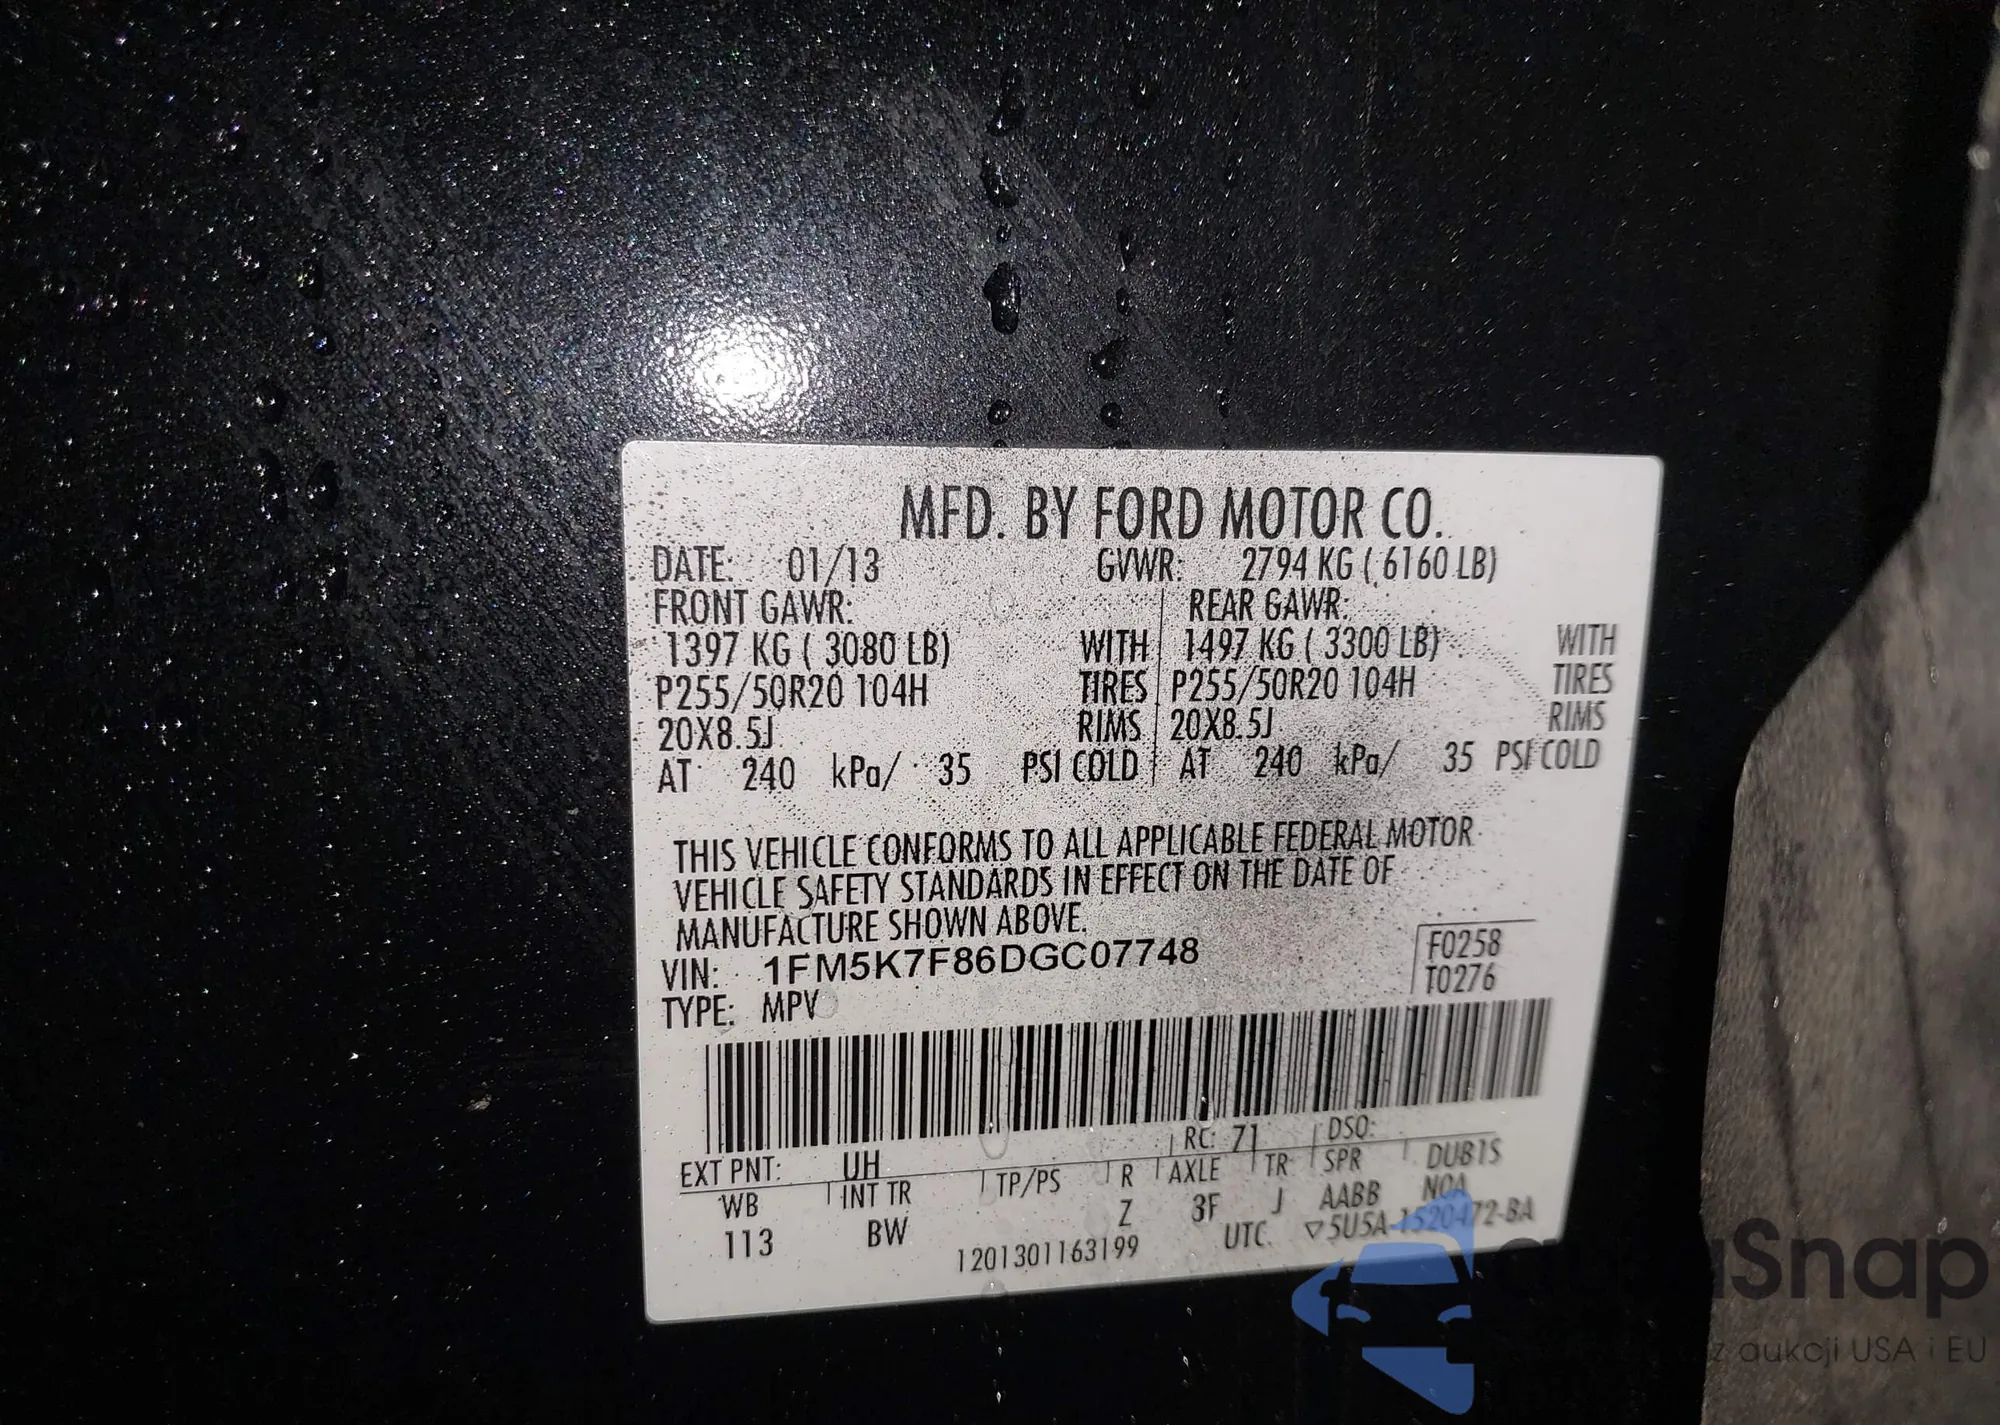 MFD. BY FORD MOTOR CO.
DATE: 01/13 GVWR: 2794 KG ( 6160 LB)
FRONT GAWR: REAR GAWR:
1397 KG ( 3080 LB) WITH 1497 KG ( 3300 LB) WITH
P255/50R20 104H TIRES P255/50R20 104H TIRES
20X8.5J RIMS 20X8.5J RIMS
AT 240 kPa/ 35 PSI COLD AT 240 kPa/ 35 PSI COLD
THIS VEHICLE CONFORMS TO ALL APPLICABLE FEDERAL MOTOR
VEHICLE SAFETY STANDARDS IN EFFECT ON THE DATE OF
MANUFACTURE SHOWN ABOVE.
VIN: 1FM5K7F86DGC07748 F0258
TYPE: MPV T0276
RC: 71 DSO:
EXT PNT: UH
WB INT TR TP/PS R AXLE TR SPR DUB1S
113 BW Z 3F J AABB NOA
1201301163199 UTC. ▽5U5A-1520472-BA
Snap
z aukcji USA i EU